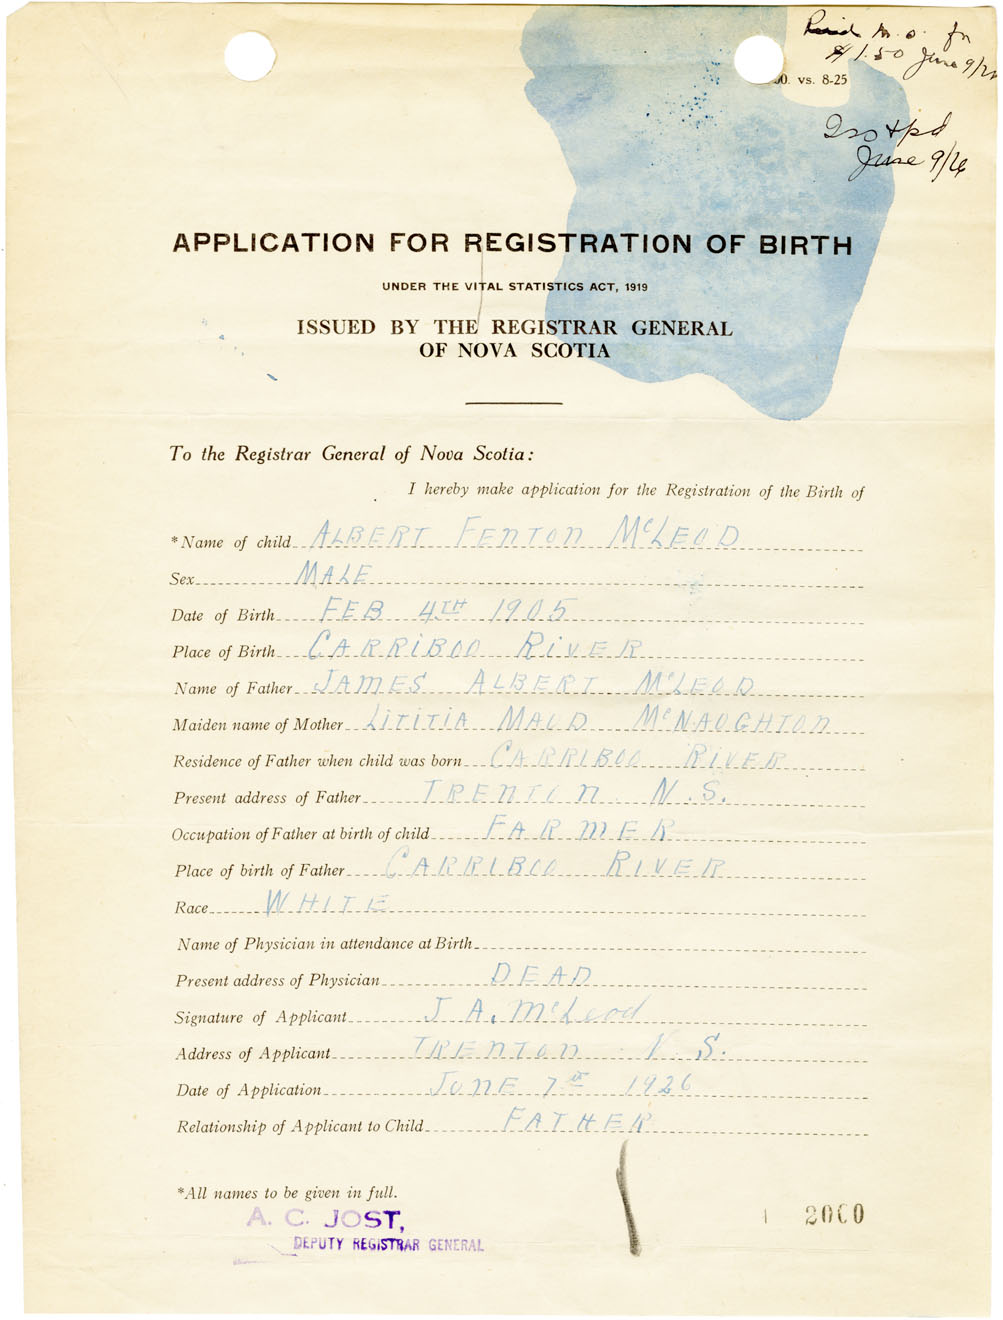 M.O. for
$1.50 June 9/26
00. vs. 8-25
June 9/26
APPLICATION FOR REGISTRATION OF BIRTH
UNDER THE VITAL STATISTICS ACT, 1919
ISSUED BY THE REGISTRAR GENERAL
OF NOVA SCOTIA
To the Registrar General of Nova Scotia:
I hereby make application for the Registration of the Birth of
*Name of child ALBERT FENTON McLEOD
Sex MALE
Date of Birth FEB 4TH 1905
Place of Birth CARRIBOO RIVER
Name of Father JAMES ALBERT McLEOD
Maiden name of Mother LITITIA MAUD McNAUGHTON
Residence of Father when child was born CARRIBOO RIVER
Present address of Father TRENTON N.S.
Occupation of Father at birth of child FARMER
Place of birth of Father CARRIBOO RIVER
Race WHITE
Name of Physician in attendance at Birth
Present address of Physician DEAD
Signature of Applicant J A. McLeod
Address of Applicant TRENTON N.S.
Date of Application JUNE 7TH 1926
Relationship of Applicant to Child FATHER
*All names to be given in full.
A. C. JOST,
DEPUTY REGISTRAR GENERAL
2000